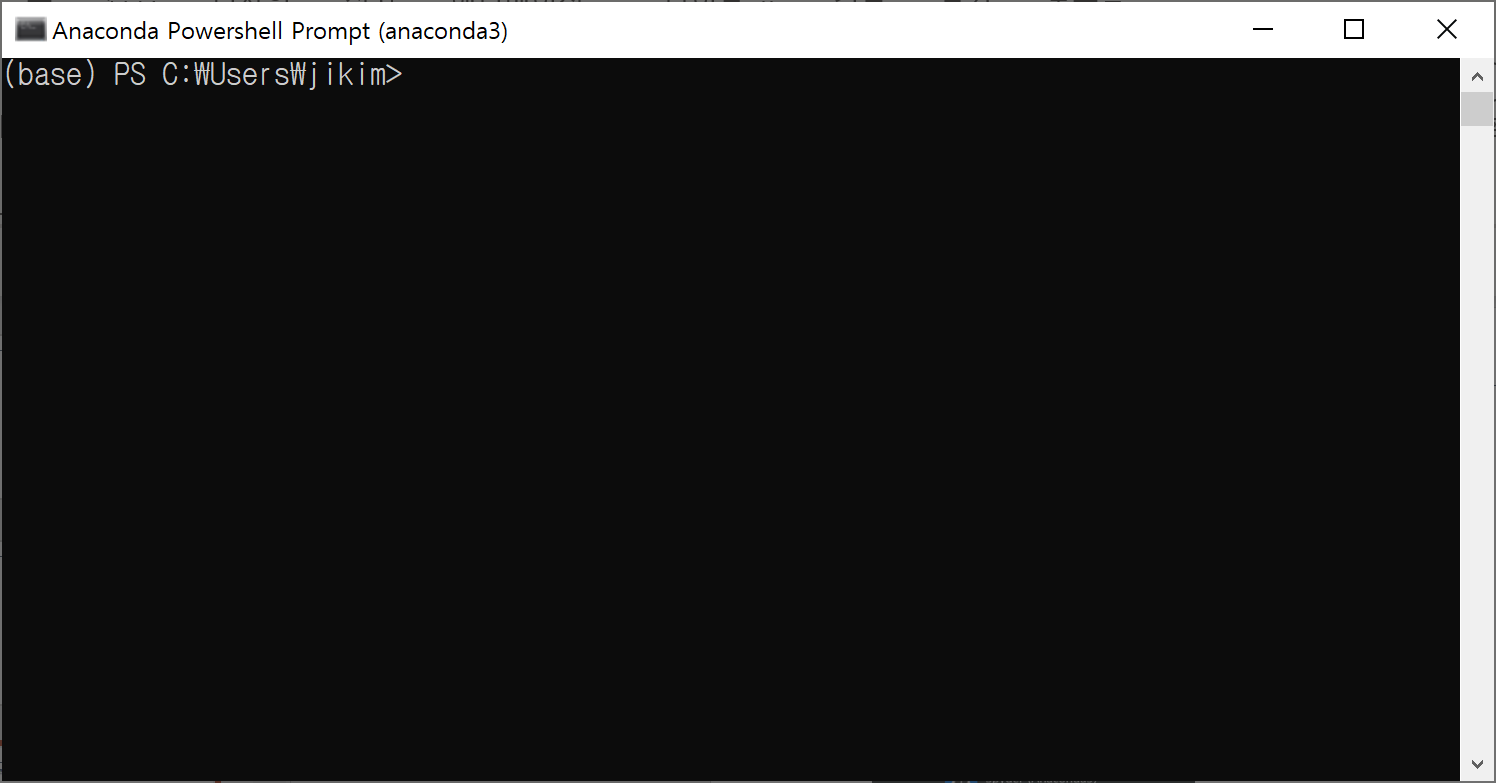 Anaconda Powershell Prompt (anaconda3)
(base) PS C:₩Users₩jikim>